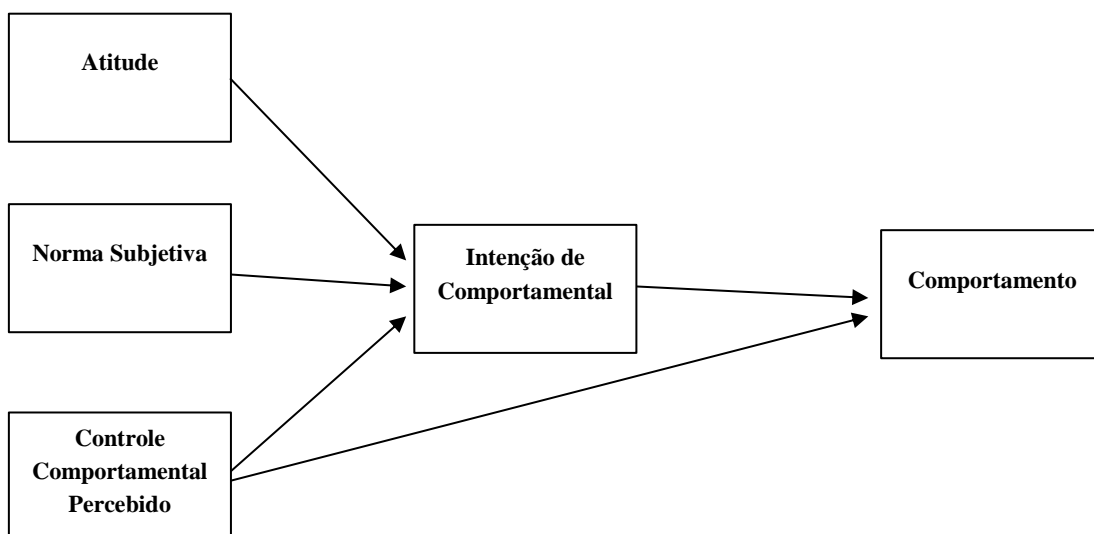 Atitude
Norma Subjetiva
Controle
Comportamental
Percebido
Intenção de
Comportamental
Comportamento